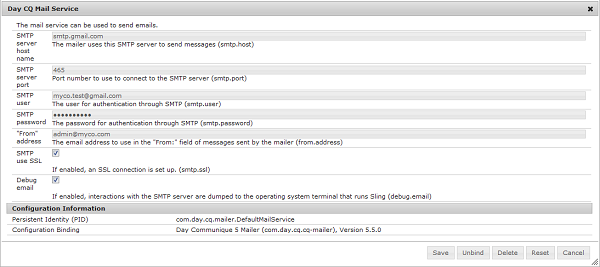 Day CQ Mail Service
The mail service can be used to send emails.
SMTP server host name
smtp.gmail.com
The mailer uses this SMTP server to send messages (smtp.host)
SMTP server port
465
Port number to use to connect to the SMTP server (smtp.port)
SMTP user
myco.test@gmail.com
The user for authentication through SMTP (smtp.user)
SMTP password
••••••••••
The password for authentication through SMTP (smtp.password)
"From" address
admin@myco.com
The email address to use in the "From:" field of messages sent by the mailer (from.address)
SMTP use SSL
If enabled, an SSL connection is set up. (smtp.ssl)
Debug email
If enabled, interactions with the SMTP server are dumped to the operating system terminal that runs Sling (debug.email)
Configuration Information
Persistent Identity (PID) com.day.cq.mailer.DefaultMailService
Configuration Binding Day Communique 5 Mailer (com.day.cq.cq-mailer), Version 5.5.0
Save Unbind Delete Reset Cancel